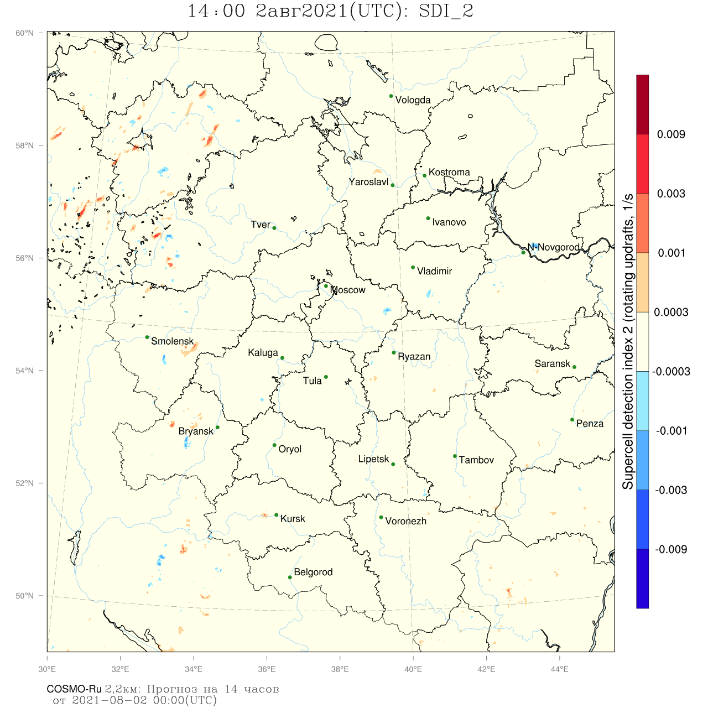 14:00 2авг2021(UTC): SDI_2
60°N
58°N
56°N
54°N
52°N
50°N
30°E
32°E
34°E
36°E
38°E
40°E
42°E
44°E
Vologda
Kostroma
Yaroslavl
Ivanovo
Tver
N-Novgorod
Vladimir
Moscow
Smolensk
Kaluga
Ryazan
Saransk
Tula
Penza
Bryansk
Oryol
Lipetsk
Tambov
Kursk
Voronezh
Belgorod
0.009
0.003
0.001
0.0003
-0.0003
-0.001
-0.003
-0.009
Supercell detection index 2 (rotating updrafts, 1/s
COSMO-Ru 2,2км: Прогноз на 14 часов
от 2021-08-02 00:00(UTC)